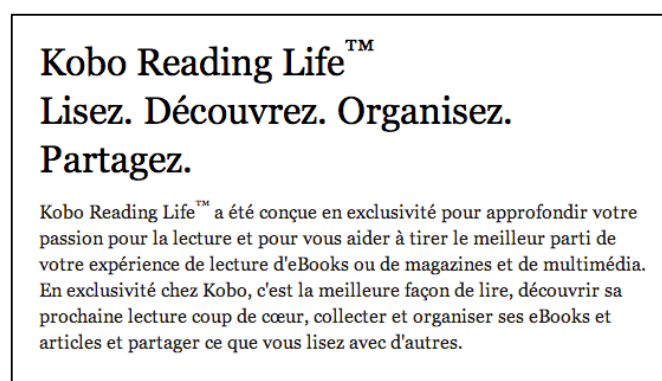 Kobo Reading Life™
Lisez. Découvrez. Organisez.
Partagez.
Kobo Reading Life™ a été conçue en exclusivité pour approfondir votre
passion pour la lecture et pour vous aider à tirer le meilleur parti de
votre expérience de lecture d'eBooks ou de magazines et de multimédia.
En exclusivité chez Kobo, c'est la meilleure façon de lire, découvrir sa
prochaine lecture coup de cœur, collecter et organiser ses eBooks et
articles et partager ce que vous lisez avec d'autres.